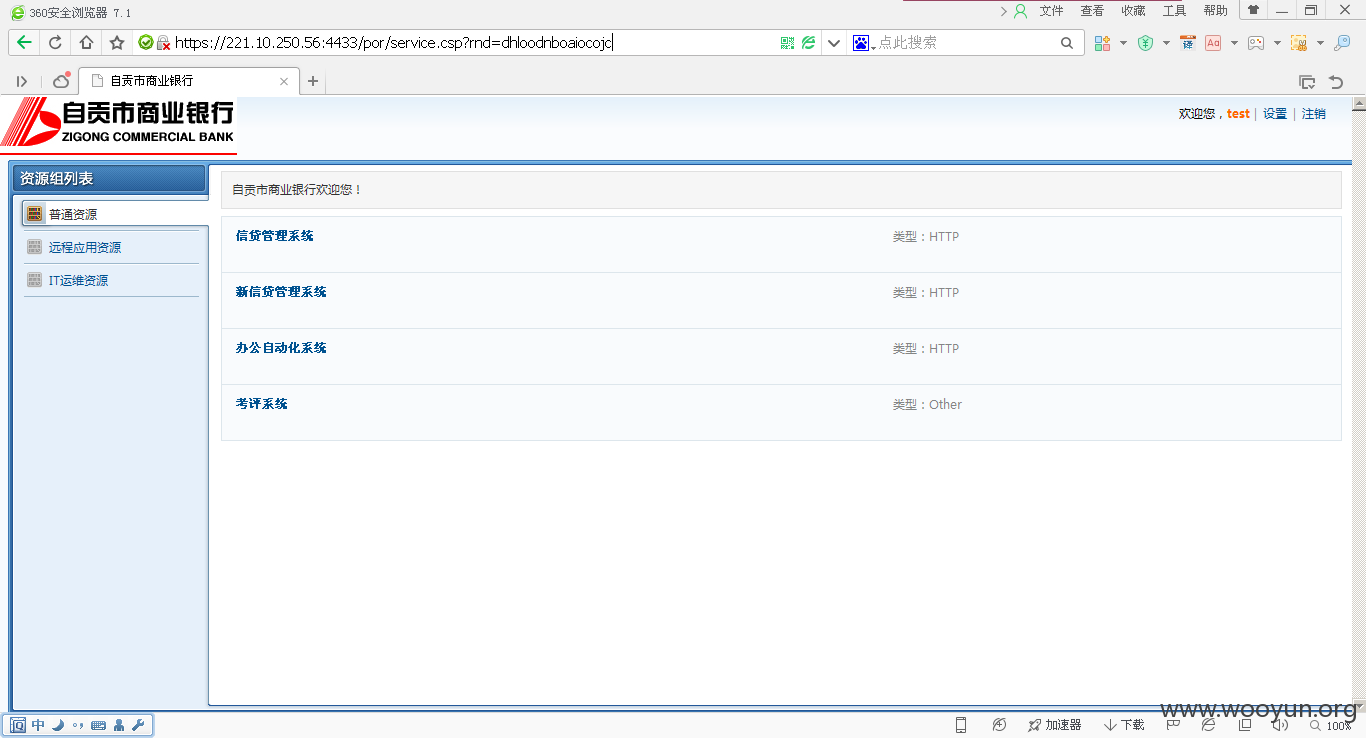 360安全浏览器 7.1
文件 查看 收藏 工具 帮助
https://221.10.250.56:4433/por/service.csp?rnd=dhloodnboaiocojc
点此搜索
译
Aa
自贡市商业银行
自贡市商业银行
ZIGONG COMMERCIAL BANK
欢迎您，test | 设置 | 注销
资源组列表
普通资源
远程应用资源
IT运维资源
自贡市商业银行欢迎您！
信贷管理系统 类型：HTTP
新信贷管理系统 类型：HTTP
办公自动化系统 类型：HTTP
考评系统 类型：Other
www.wooyun.org
中
加速器 下载 100%